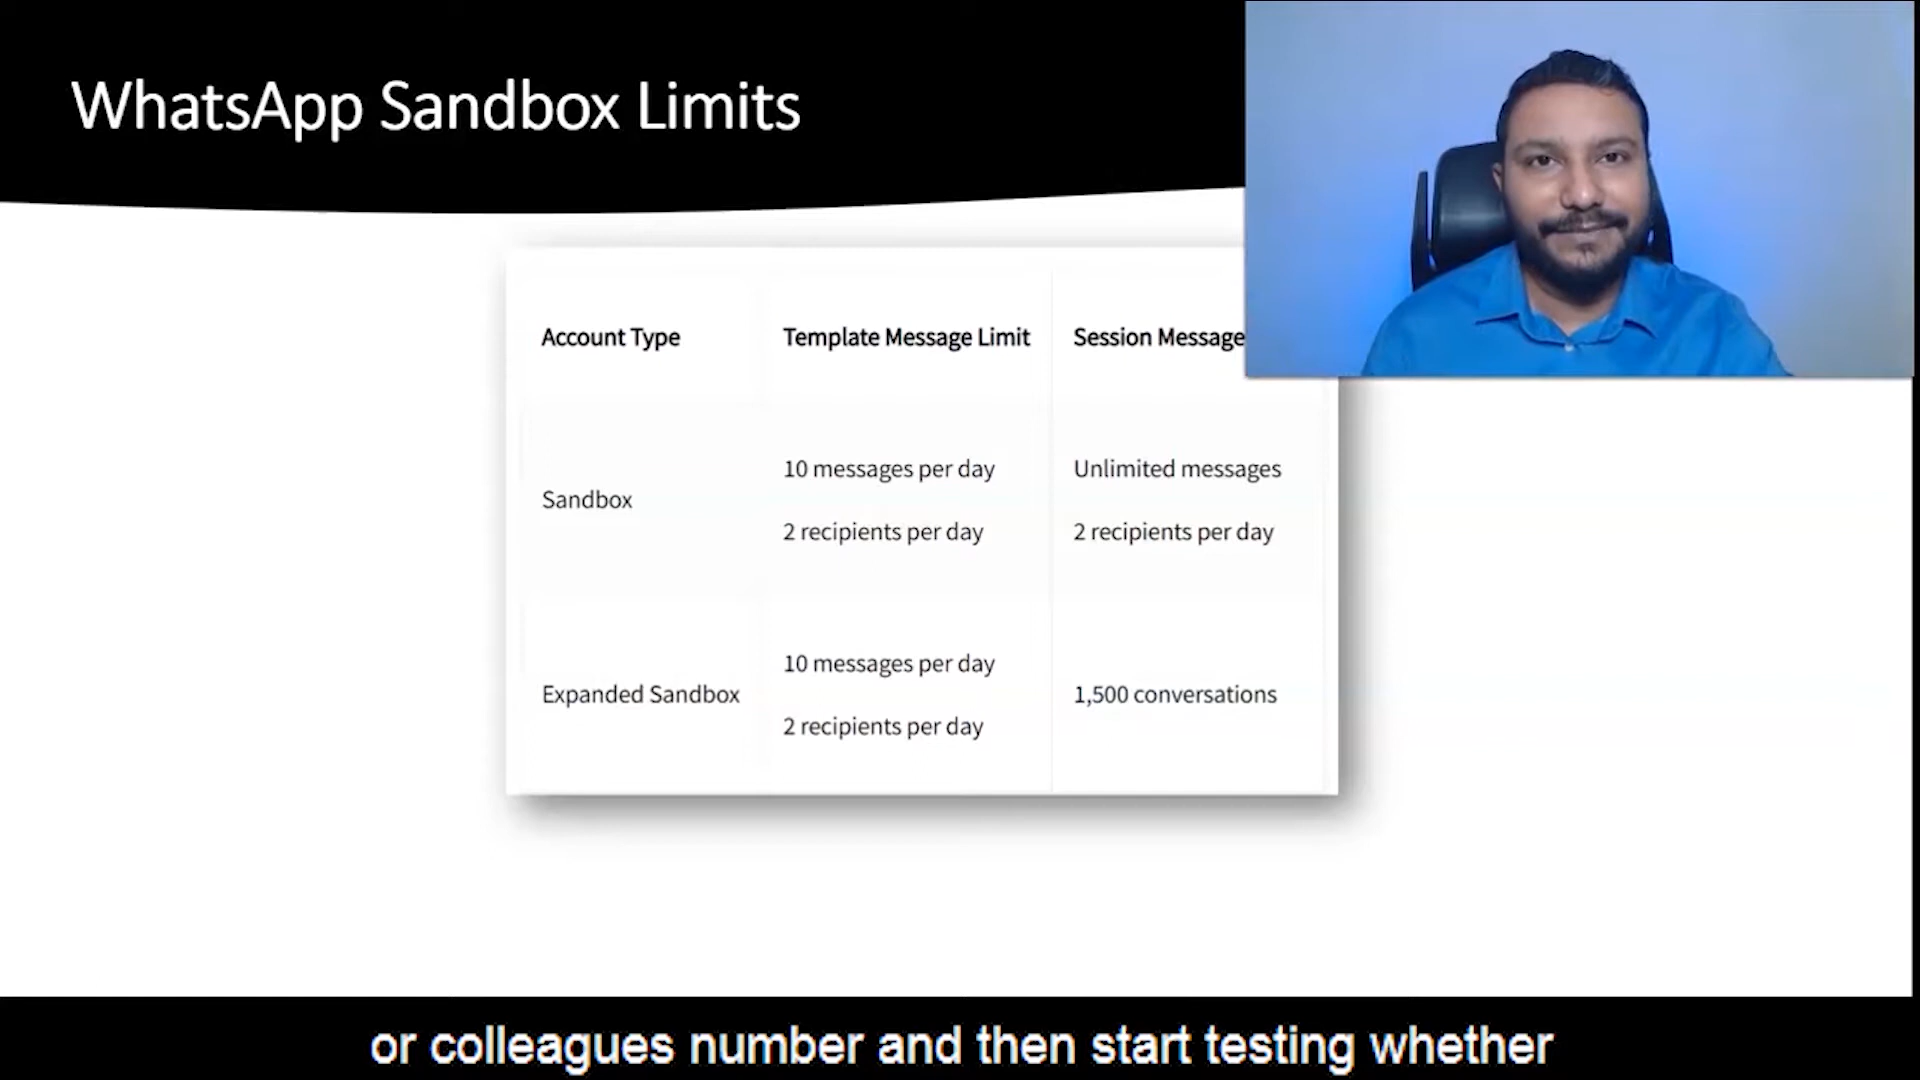 WhatsApp Sandbox Limits
Account Type
Template Message Limit
Session Message
Sandbox
10 messages per day
2 recipients per day
Unlimited messages
2 recipients per day
Expanded Sandbox
10 messages per day
2 recipients per day
1,500 conversations
or colleagues number and then start testing whether